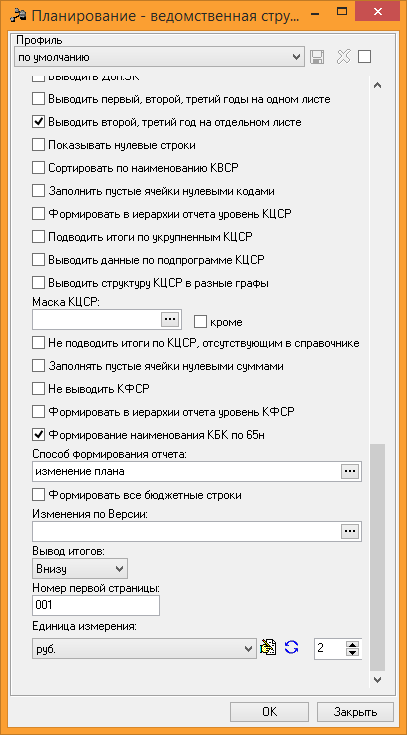 Планирование - ведомственная стру...
Профиль
по умолчанию
Выводить Доп.ЭК
Выводить первый, второй, третий годы на одном листе
Выводить второй, третий год на отдельном листе
Показывать нулевые строки
Сортировать по наименованию КВСР
Заполнить пустые ячейки нулевыми кодами
Формировать в иерархии отчета уровень КЦСР
Подводить итоги по укрупненным КЦСР
Выводить данные по подпрограмме КЦСР
Выводить структуру КЦСР в разные графы
Маска КЦСР:
... кроме
Не подводить итоги по КЦСР, отсутствующим в справочнике
Заполнять пустые ячейки нулевыми суммами
Не выводить КФСР
Формировать в иерархии отчета уровень КФСР
Формирование наименования КБК по 65н
Способ формирования отчета:
изменение плана ...
Формировать все бюджетные строки
Изменения по Версии:
...
Вывод итогов:
Внизу
Номер первой страницы:
001
Единица измерения:
руб. 2
ОК Закрыть